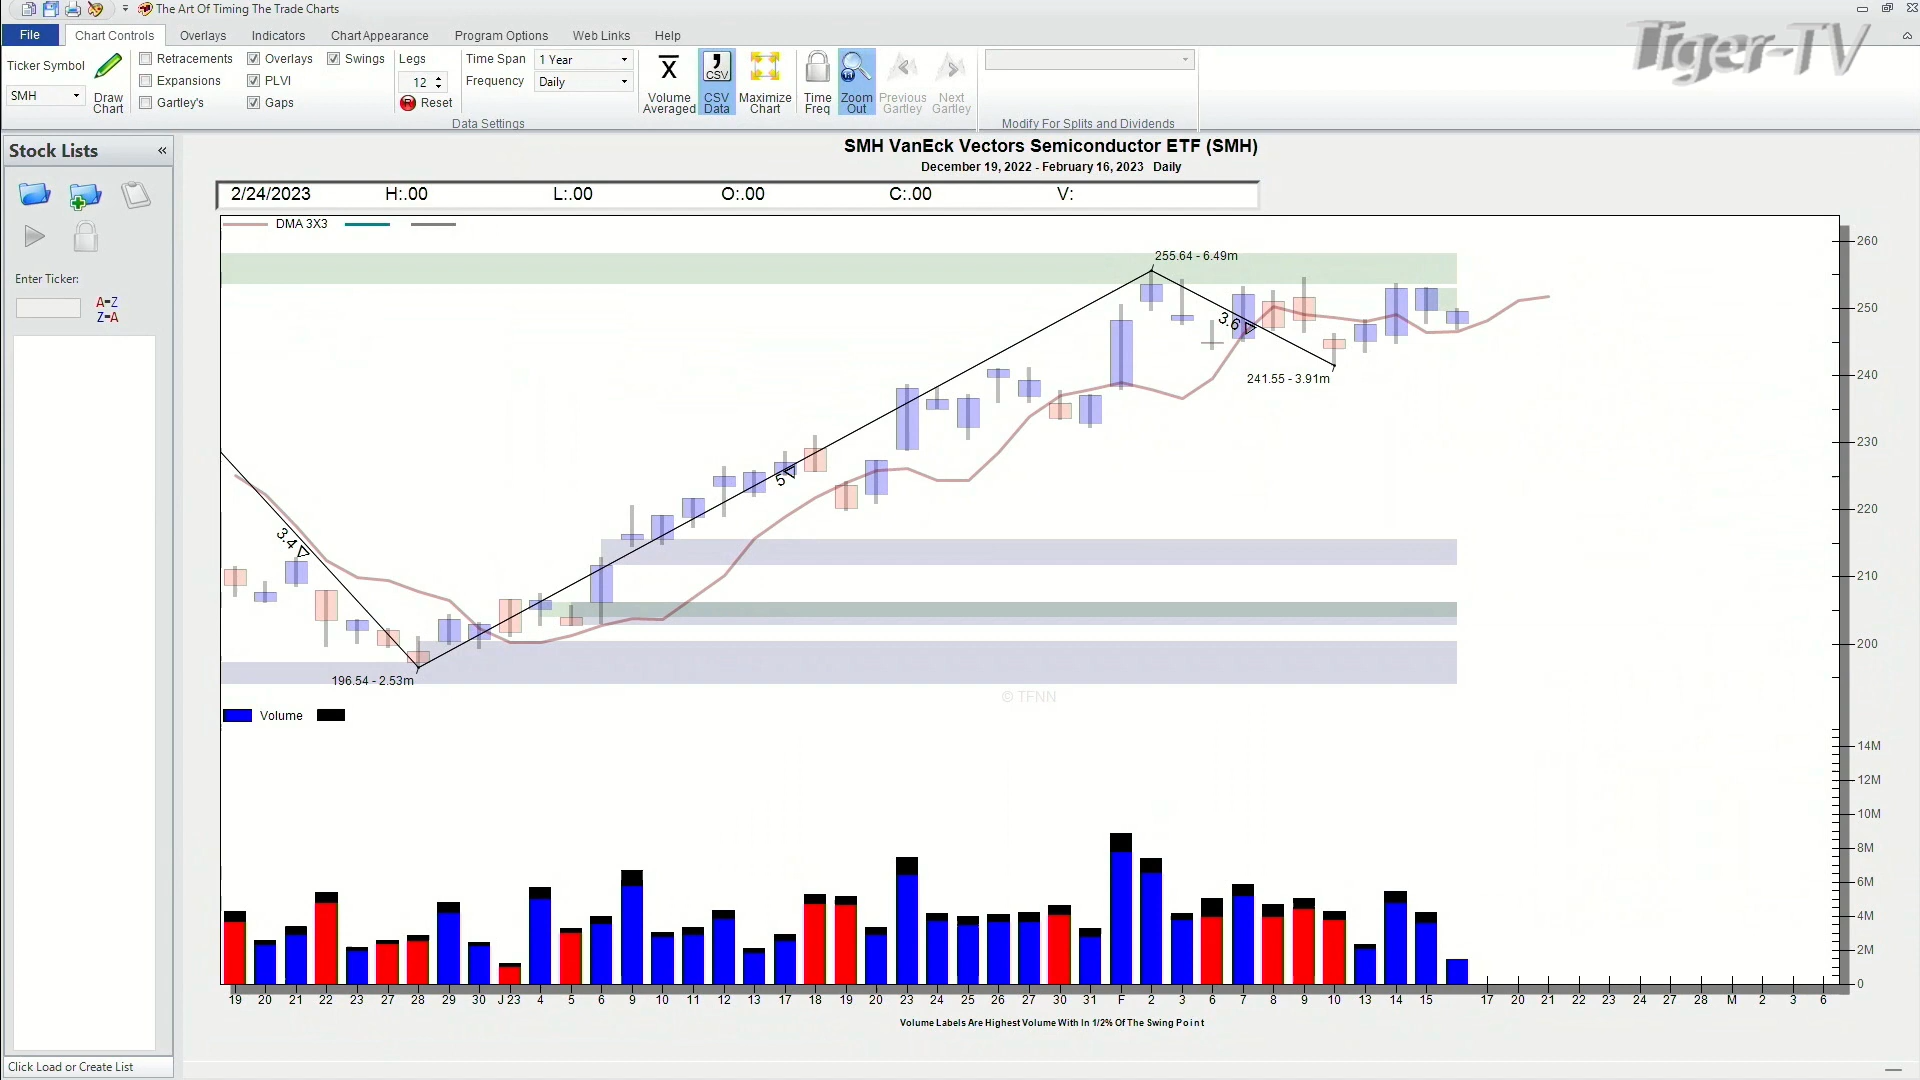 The Art Of Timing The Trade Charts
File Chart Controls Overlays Indicators Chart Appearance Program Options Web Links Help
Tiger-TV
Ticker Symbol
SMH
Draw Chart
Retracements
Expansions
Gartley's
Overlays
PLVI
Gaps
Swings
Legs
12
Reset
Time Span 1 Year
Frequency Daily
Data Settings
Volume Averaged
CSV Data
Maximize Chart
Time Freq
Zoom Out
Previous Gartley
Next Gartley
Modify For Splits and Dividends
Stock Lists «
Enter Ticker:
A-Z
Z-A
Click Load or Create List
SMH VanEck Vectors Semiconductor ETF (SMH)
December 19, 2022 - February 16, 2023 Daily
2/24/2023 H:.00 L:.00 O:.00 C:.00 V:
DMA 3X3
255.64 - 6.49m
3.6
241.55 - 3.91m
5
3.4
196.54 - 2.53m
© TFNN
260
250
240
230
220
210
200
Volume
14M
12M
10M
8M
6M
4M
2M
0
19 20 21 22 23 27 28 29 30 J 23 4 5 6 9 10 11 12 13 17 18 19 20 23 24 25 26 27 30 31 F 2 3 6 7 8 9 10 13 14 15 17 20 21 22 23 24 27 28 M 2 3 6
Volume Labels Are Highest Volume With In 1/2% Of The Swing Point